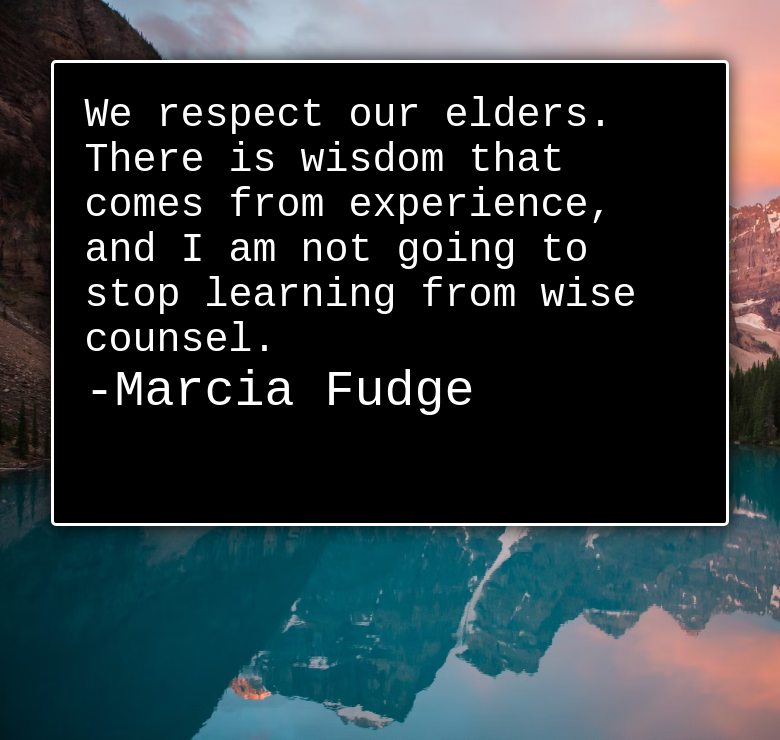 We respect our elders.
There is wisdom that
comes from experience,
and I am not going to
stop learning from wise
counsel.
-Marcia Fudge